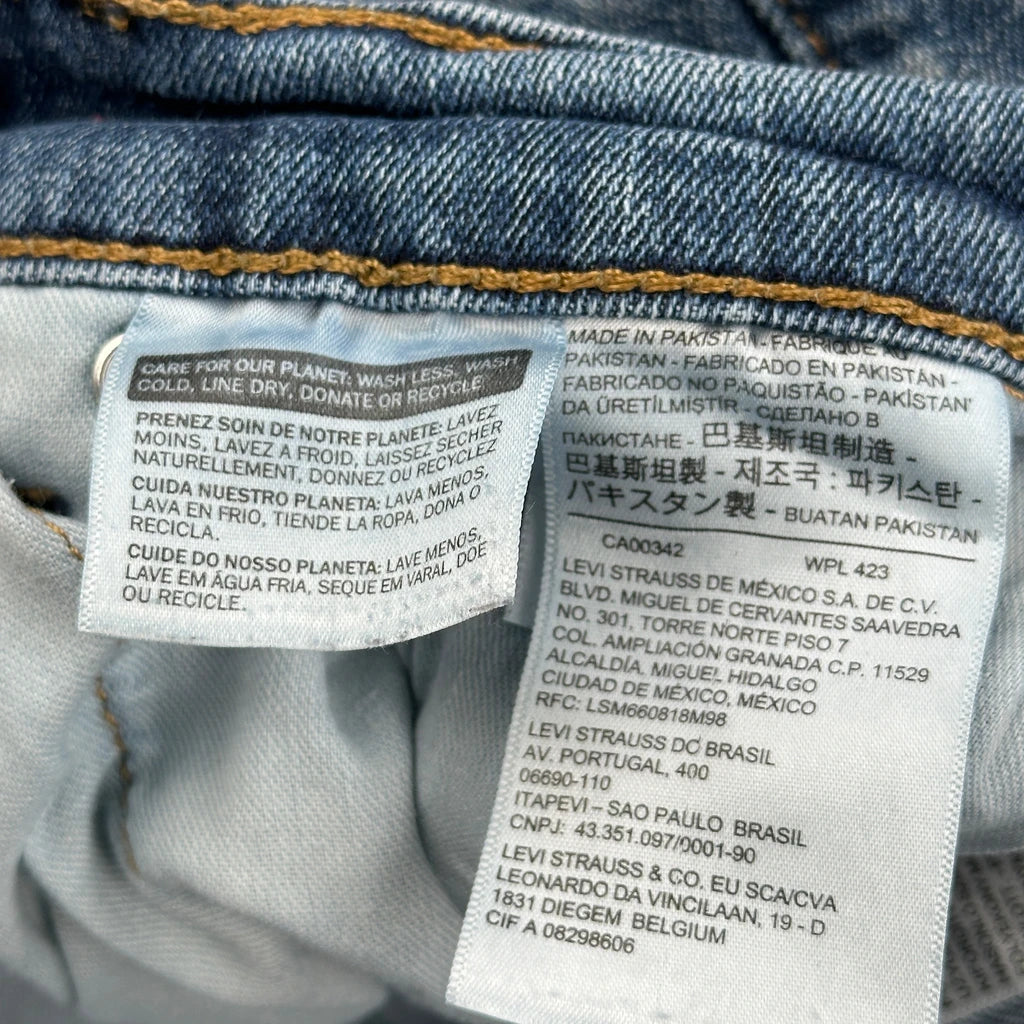 CARE FOR OUR PLANET: WASH LESS, WASH
COLD, LINE DRY, DONATE OR RECYCLE.
PRENEZ SOIN DE NOTRE PLANETE: LAVEZ
MOINS, LAVEZ A FROID, LAISSEZ SECHER
NATURELLEMENT, DONNEZ OU RECYCLEZ
CUIDA NUESTRO PLANETA: LAVA MENOS,
LAVA EN FRIO, TIENDE LA ROPA, DONA O
RECICLA.
CUIDE DO NOSSO PLANETA: LAVE MENOS,
LAVE EM ÁGUA FRIA, SEQUE EM VARAL, DOE
OU RECICLE.
MADE IN PAKISTAN-FABRIQUE AU
PAKISTAN - FABRICADO EN PAKISTÁN -
FABRICADO NO PAQUISTÃO - PAKİSTAN'
DA ÜRETİLMİŞTİR - СДЕЛАНО В
ПАКИСТАНЕ - 巴基斯坦制造 -
巴基斯坦製 - 제조국 : 파키스탄 -
パキスタン製 - BUATAN PAKISTAN
CA00342 WPL 423
LEVI STRAUSS DE MÉXICO S.A. DE C.V.
BLVD. MIGUEL DE CERVANTES SAAVEDRA
NO. 301, TORRE NORTE PISO 7
COL. AMPLIACIÓN GRANADA C.P. 11529
ALCALDÍA. MIGUEL HIDALGO
CIUDAD DE MÉXICO, MÉXICO
RFC: LSM660818M98
LEVI STRAUSS DO BRASIL
AV. PORTUGAL, 400
06690-110
ITAPEVI – SAO PAULO BRASIL
CNPJ: 43.351.097/0001-90
LEVI STRAUSS & CO. EU SCA/CVA
LEONARDO DA VINCILAAN, 19 - D
1831 DIEGEM BELGIUM
CIF A 08298606